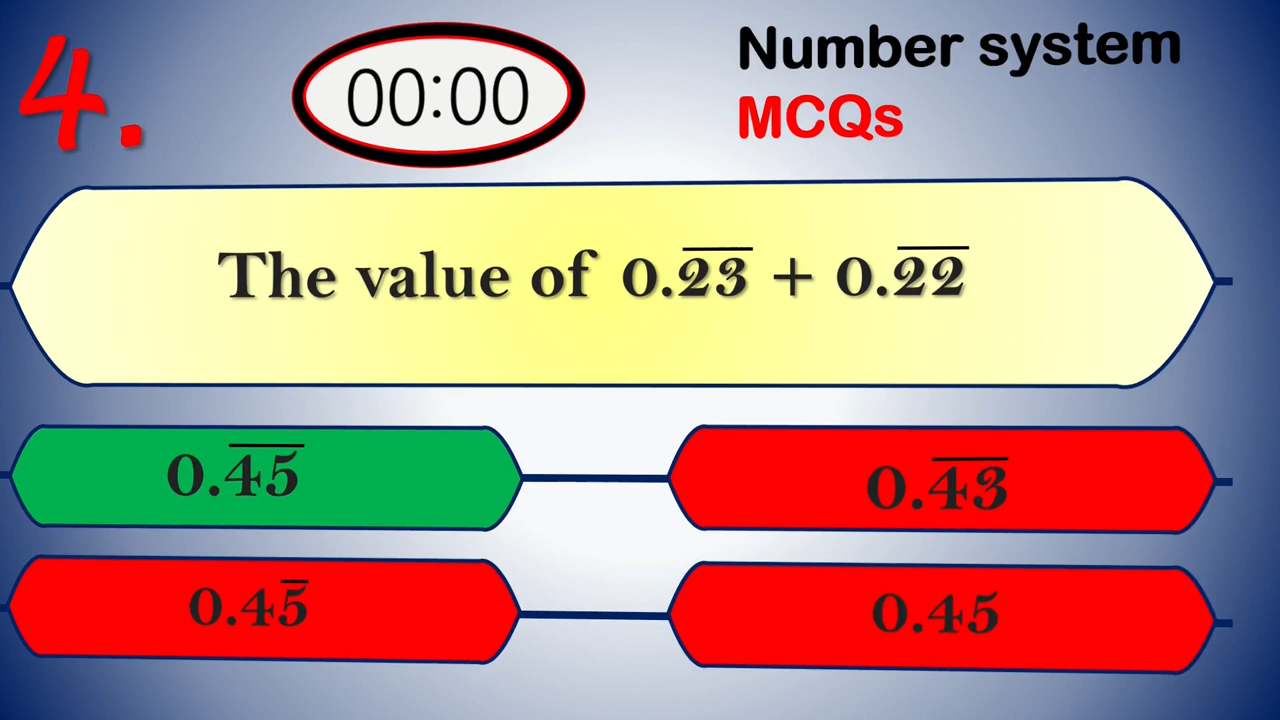 4.
00:00
Number system
MCQs
The value of 0.2̅3̅ + 0.2̅2̅
0.4̅5̅
0.4̅3̅
0.45̅
0.45